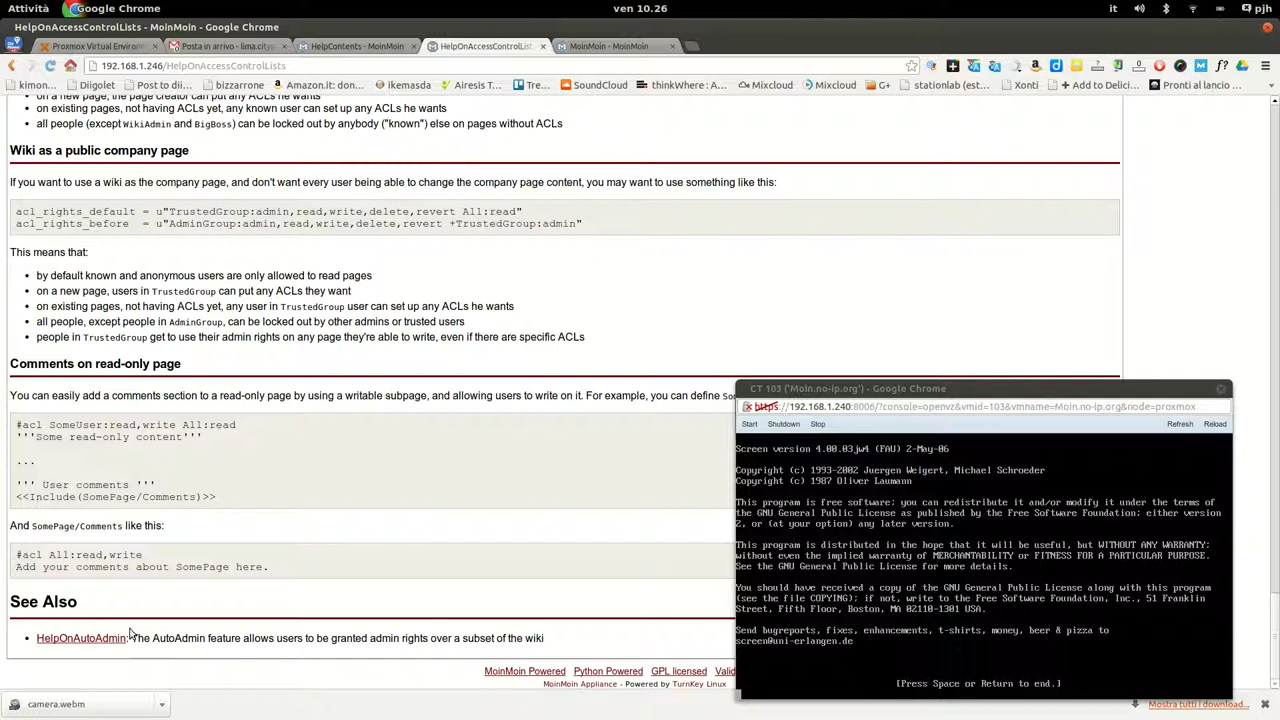 Attività
Google Chrome
ven 10.26
it
pjh
HelpOnAccessControlLists - MoinMoin - Google Chrome
Proxmox Virtual Environm
Posta in arrivo - lima.cityp
HelpContents - MoinMoin
HelpOnAccessControlLists
MoinMoin - MoinMoin
192.168.1.246/HelpOnAccessControlLists
kimon...
Diigolet
Post to diigo
bizzarrone
ikemasda
Airesis T...
Trello
SoundCloud
thinkWhere : A...
Mixcloud
Mixcloud
G+
stationlab (est...
Xonti
+ Add to Delici...
Pronti al lancio
on a new page, the page creator can put any ACLs he wants
on existing pages, not having ACLs yet, any known user can set up any ACLs he wants
all people (except WikiAdmin and BigBoss) can be locked out by anybody ("known") else on pages without ACLs
Wiki as a public company page
If you want to use a wiki as the company page, and don't want every user being able to change the company page content, you may want to use something like this:
acl_rights_default = u"TrustedGroup:admin,read,write,delete,revert All:read"
acl_rights_before  = u"AdminGroup:admin,read,write,delete,revert +TrustedGroup:admin"
This means that:
by default known and anonymous users are only allowed to read pages
on a new page, users in TrustedGroup can put any ACLs they want
on existing pages, not having ACLs yet, any user in TrustedGroup user can set up any ACLs he wants
all people, except people in AdminGroup, can be locked out by other admins or trusted users
people in TrustedGroup get to use their admin rights on any page they're able to write, even if there are specific ACLs
Comments on read-only page
You can easily add a comments section to a read-only page by using a writable subpage, and allowing users to write on it. For example, you can define
#acl SomeUser:read,write All:read
'''Some read-only content'''
...
''' User comments '''
<<Include(SomePage/Comments)>>
And SomePage/Comments like this:
#acl All:read,write
Add your comments about SomePage.
See Also
HelpOnAutoAdmin: The AutoAdmin feature allows users to be granted admin rights over a subset of the wiki
MoinMoin Powered
Python Powered
GPL licensed
Valid
MoinMoin Appliance - Powered by TurnKey Linux
CT 103 ('Moin.no-ip.org') - Google Chrome
https://192.168.1.240:8006/?console=openvz&vmid=103&vmname=Moin.no-ip.org&node=proxmox
Start
Shutdown
Stop
Refresh
Reload
Screen version 4.00.03jw4 (FAU) 2-May-06
Copyright (c) 1993-2002 Juergen Weigert, Michael Schroeder
Copyright (c) 1987 Oliver Laumann
This program is free software; you can redistribute it and/or modify it under the terms of
the GNU General Public License as published by the Free Software Foundation; either version
2, or (at your option) any later version.
This program is distributed in the hope that it will be useful, but WITHOUT ANY WARRANTY;
without even the implied warranty of MERCHANTABILITY or FITNESS FOR A PARTICULAR PURPOSE.
See the GNU General Public License for more details.
You should have received a copy of the GNU General Public License along with this program
(see the file COPYING); if not, write to the Free Software Foundation, Inc., 51 Franklin
Street, Fifth Floor, Boston, MA 02110-1301 USA.
Send bugreports, fixes, enhancements, t-shirts, money, beer & pizza to
screen@uni-erlangen.de
[Press Space or Return to end.]
camera.webm
Mostra tutti i download...